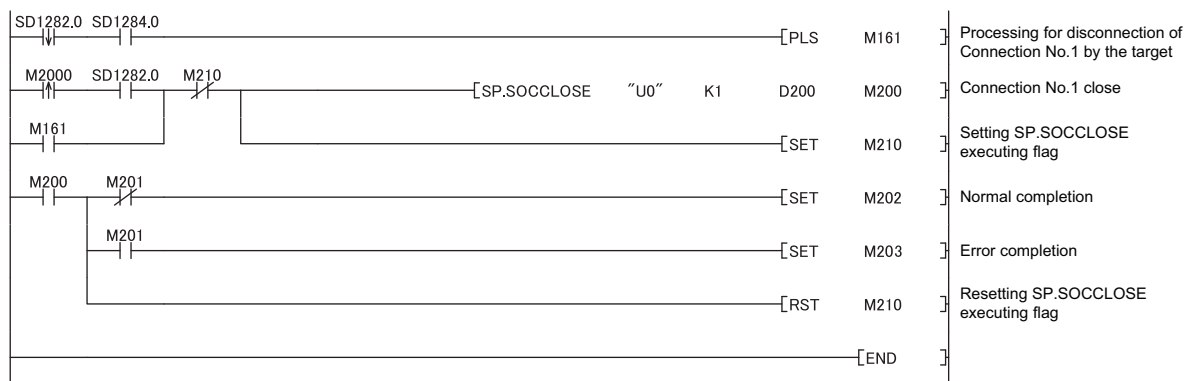 SD1282.0 SD1284.0
[PLS M161 ]
Processing for disconnection of
Connection No.1 by the target
M2000 SD1282.0 M210
[SP.SOCCLOSE "U0" K1 D200 M200 ]
Connection No.1 close
M161
[SET M210 ]
Setting SP.SOCCLOSE
executing flag
M200 M201
[SET M202 ]
Normal completion
M201
[SET M203 ]
Error completion
[RST M210 ]
Resetting SP.SOCCLOSE
executing flag
[END ]